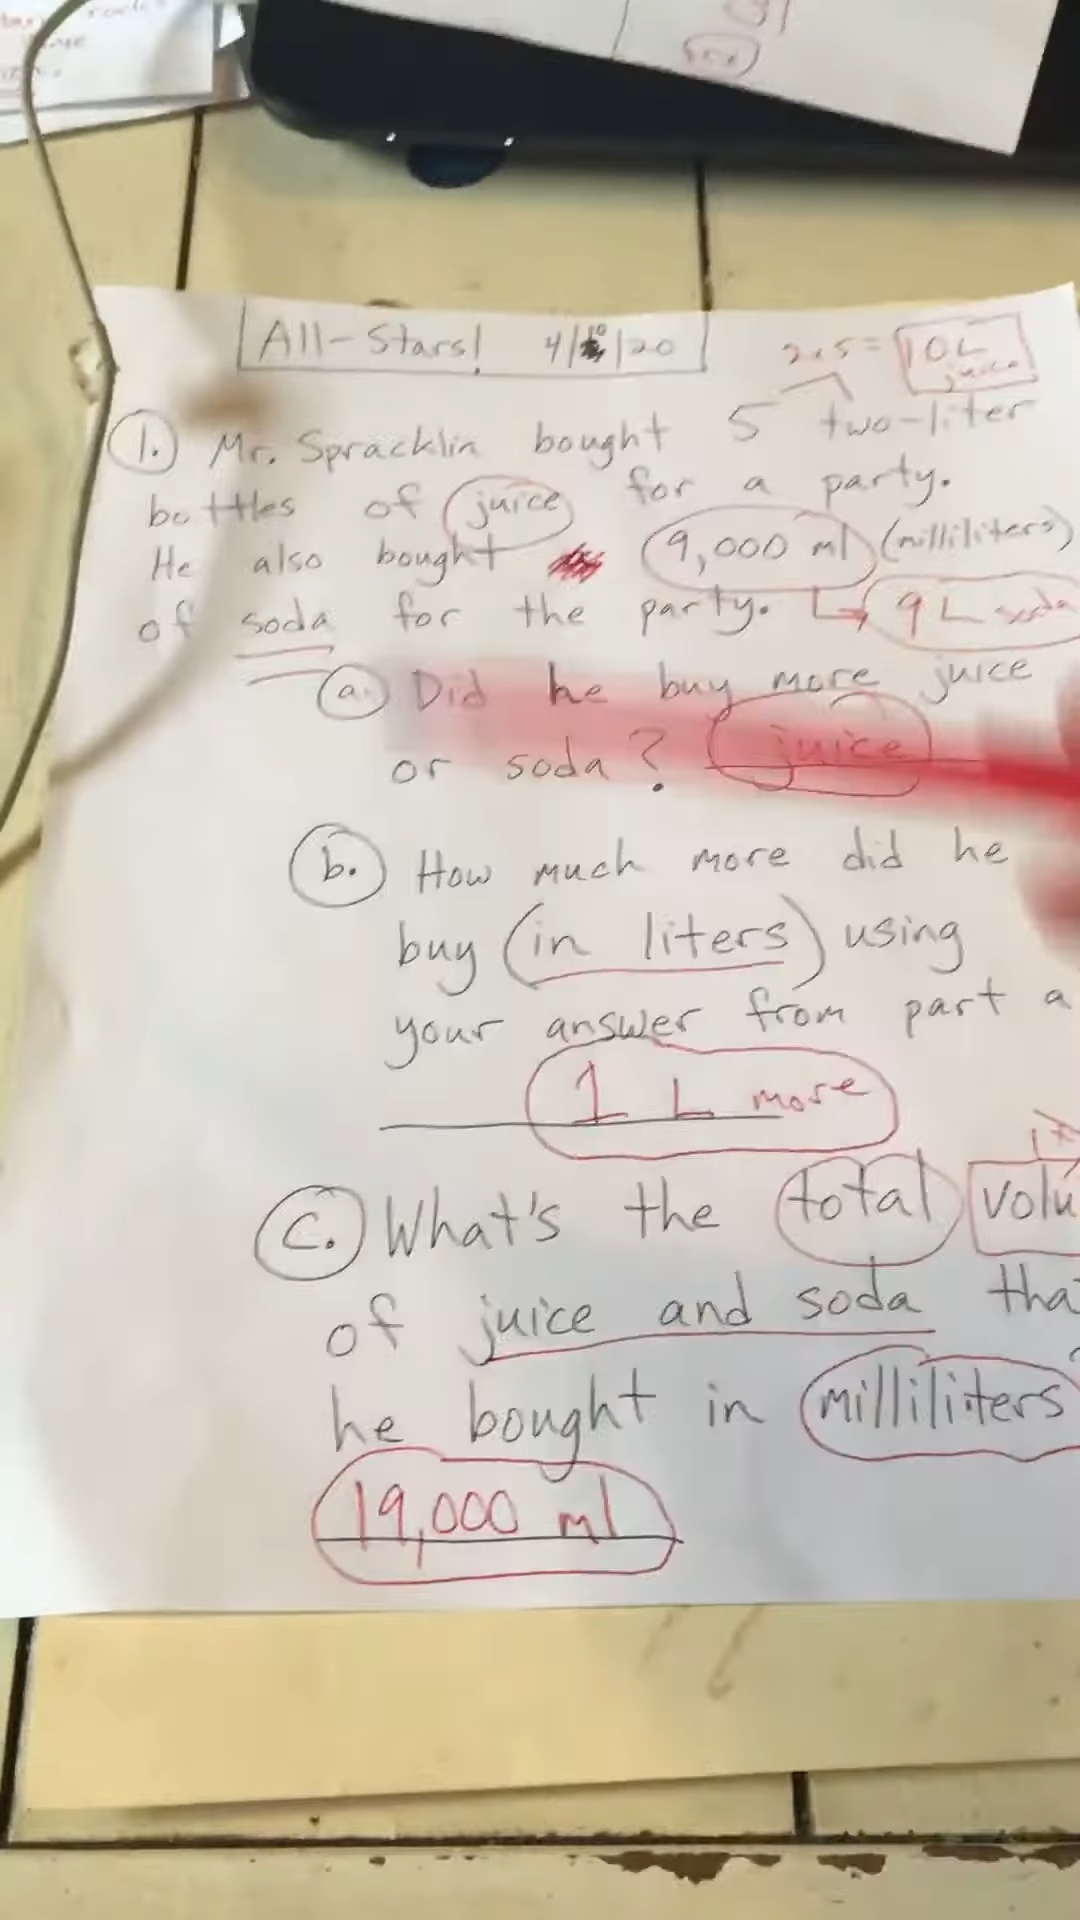 All-Stars! 4/10/20
2x5= 10L
juice
1. Mr. Spracklin bought 5 two-liter
bottles of juice for a party.
He also bought 9,000 ml (milliliters)
of soda for the party. 9 L soda
a. Did he buy more juice
or soda? juice
b. How much more did he
buy (in liters) using
your answer from part a
1 L more
c. What's the total volu
of juice and soda tha
he bought in milliliters
19,000 ml